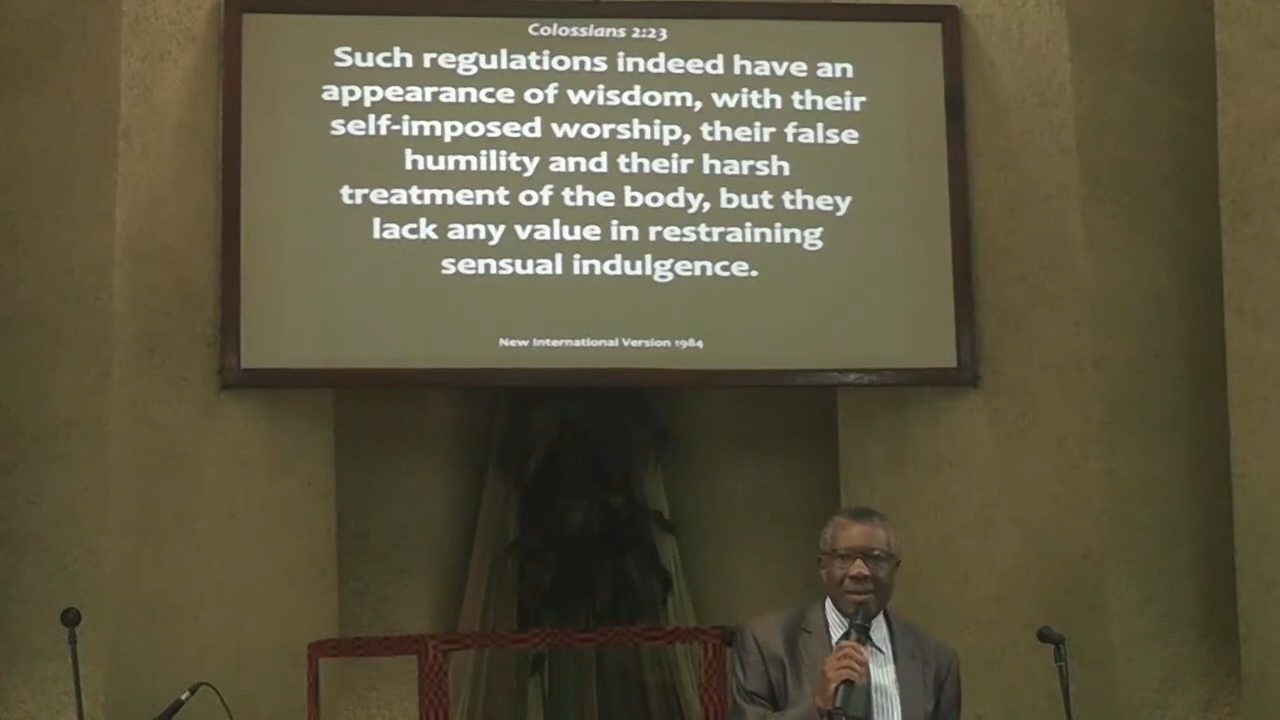 Colossians 2:23
Such regulations indeed have an
appearance of wisdom, with their
self-imposed worship, their false
humility and their harsh
treatment of the body, but they
lack any value in restraining
sensual indulgence.
New International Version 1984